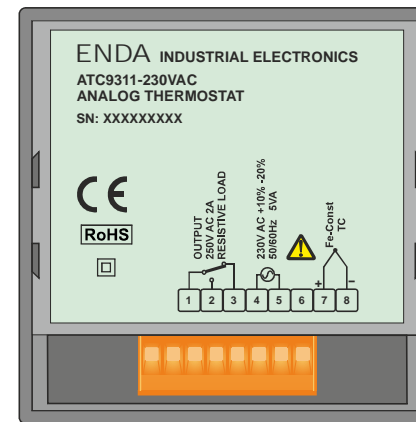 ENDA INDUSTRIAL ELECTRONICS
ATC9311-230VAC
ANALOG THERMOSTAT
SN: XXXXXXXXX
CE
RoHS
OUTPUT
250V AC 2A
RESISTIVE LOAD
230V AC +10% -20%
50/60Hz 5VA
Fe-Const
TC
+ −
1 2 3 4 5 6 7 8